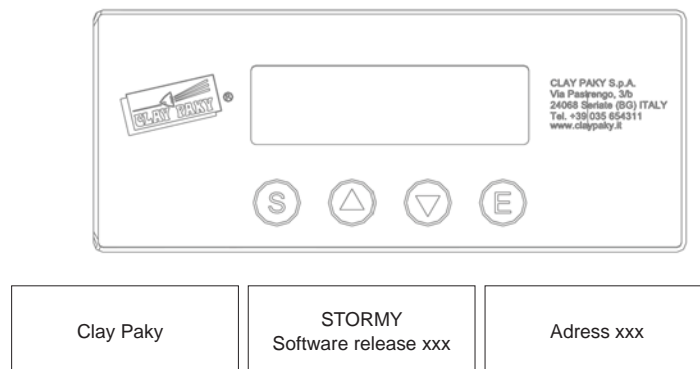 CLAY PAKY
®
CLAY PAKY S.p.A.
Via Pastrengo, 3/b
24068 Seriate (BG) ITALY
Tel. +39 035 654311
www.claypaky.it
S
E
Clay Paky
STORMY
Software release xxx
Adress xxx